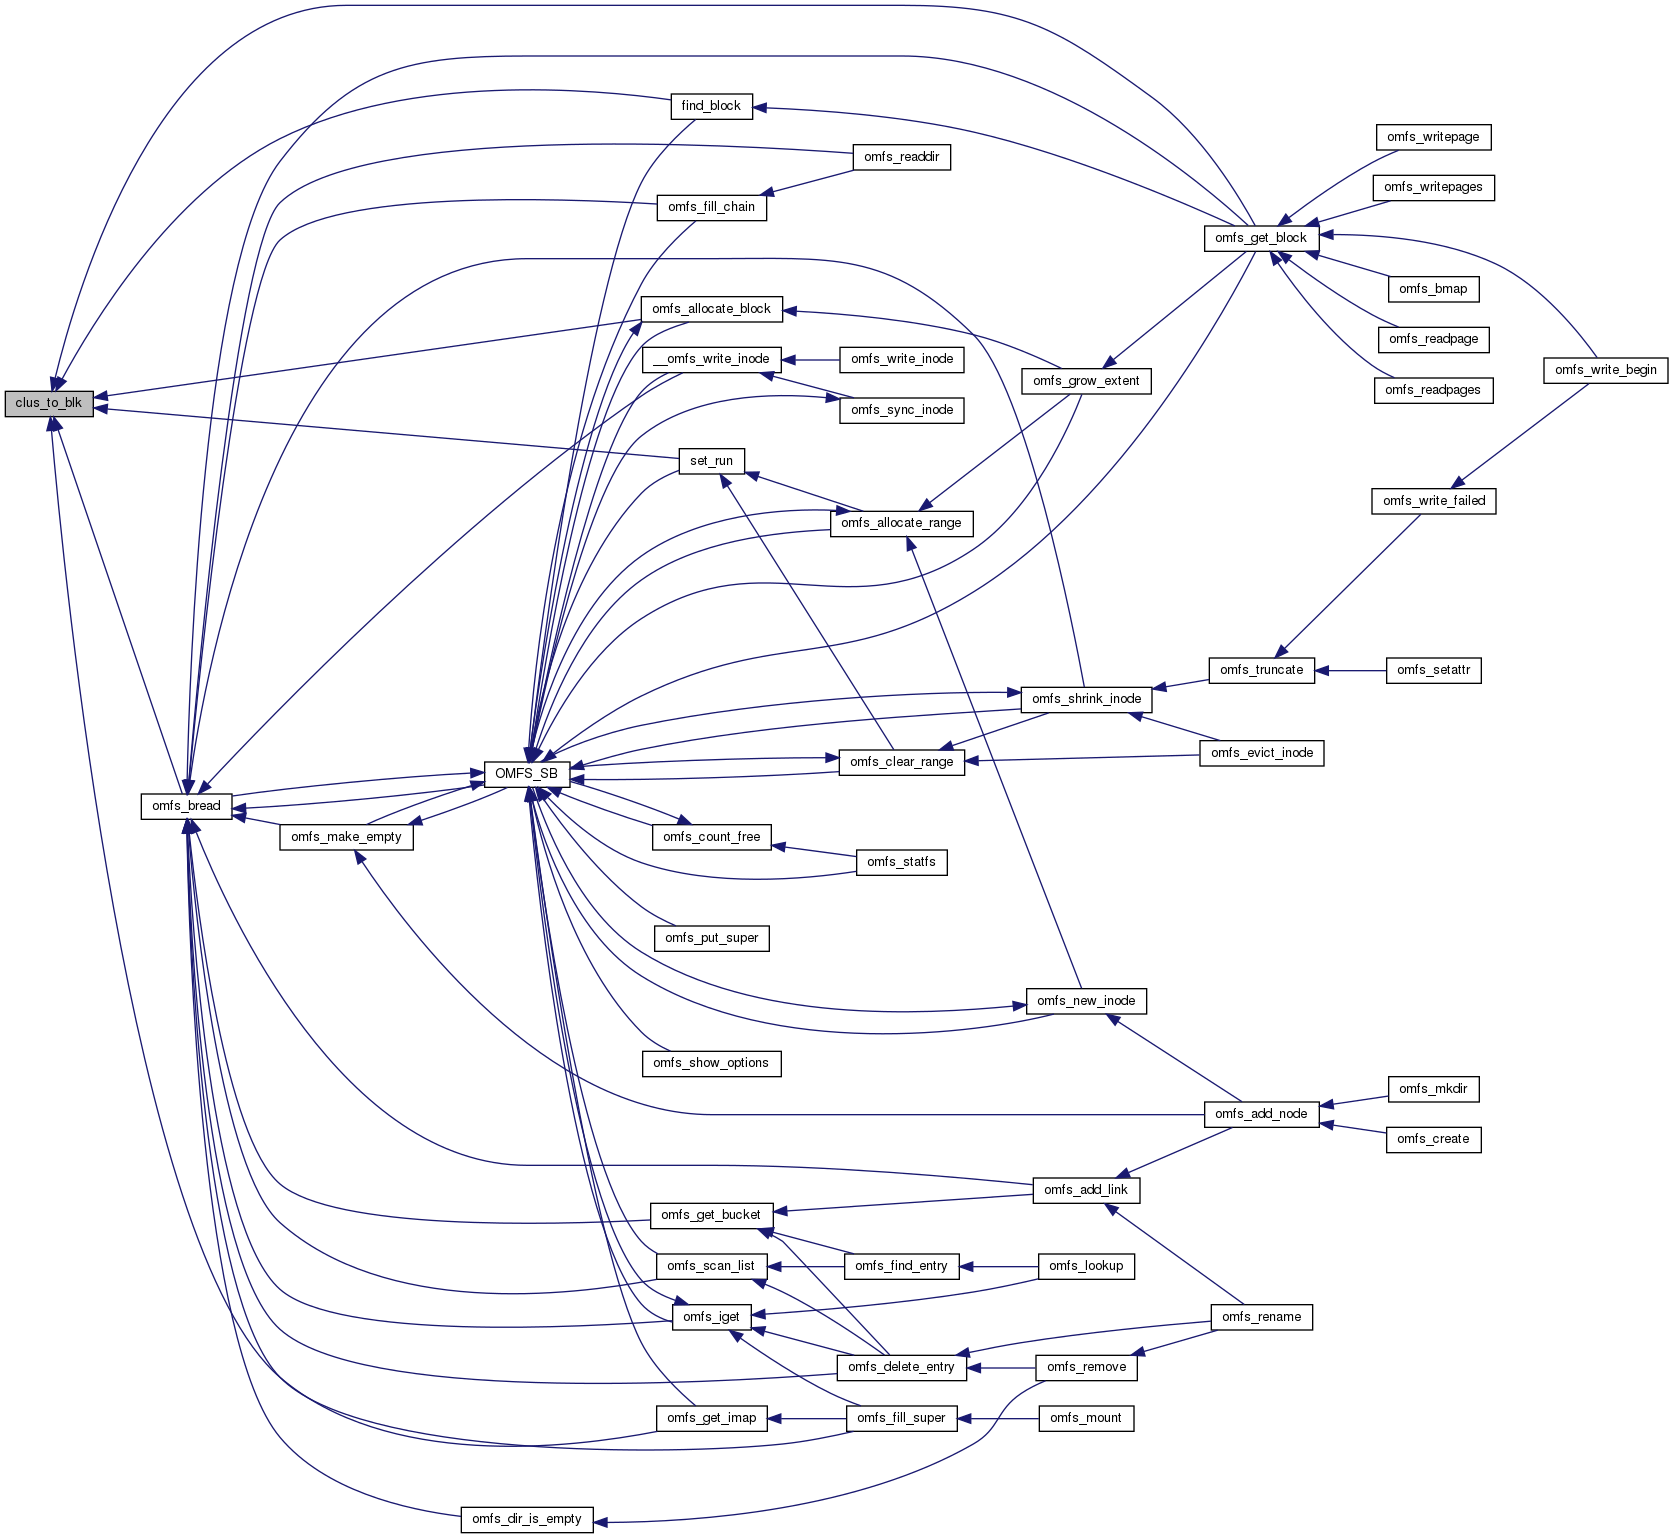 find_block
omfs_writepage
omfs_readdir
omfs_writepages
omfs_fill_chain
omfs_get_block
omfs_bmap
omfs_allocate_block
omfs_readpage
__omfs_write_inode
omfs_write_inode
omfs_write_begin
omfs_grow_extent
omfs_readpages
clus_to_blk
omfs_sync_inode
set_run
omfs_write_failed
omfs_allocate_range
omfs_truncate
omfs_setattr
omfs_shrink_inode
omfs_evict_inode
omfs_clear_range
OMFS_SB
omfs_bread
omfs_make_empty
omfs_count_free
omfs_statfs
omfs_put_super
omfs_new_inode
omfs_show_options
omfs_mkdir
omfs_add_node
omfs_create
omfs_add_link
omfs_get_bucket
omfs_scan_list
omfs_find_entry
omfs_lookup
omfs_iget
omfs_rename
omfs_delete_entry
omfs_remove
omfs_get_imap
omfs_fill_super
omfs_mount
omfs_dir_is_empty